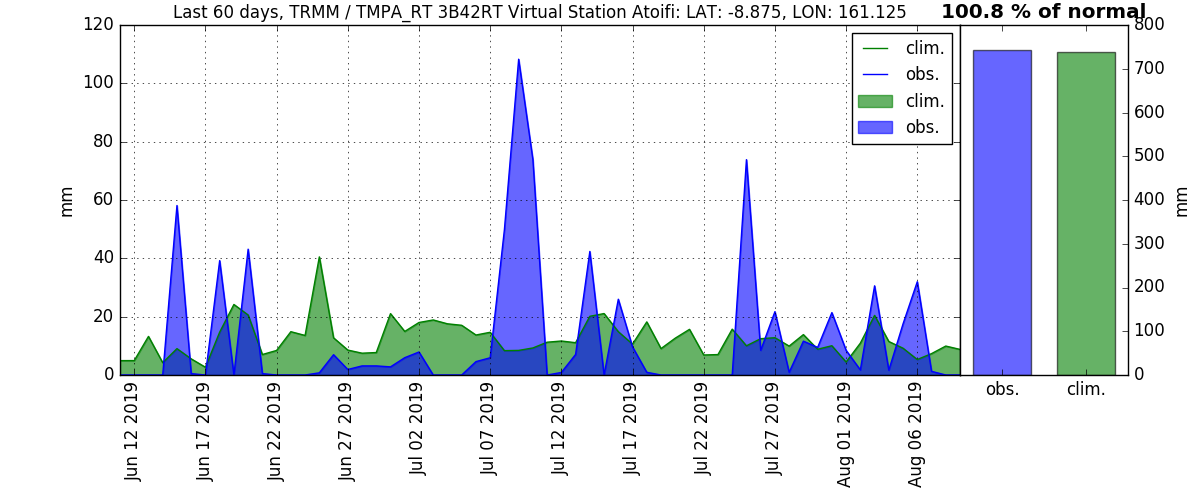 Last 60 days, TRMM / TMPA_RT 3B42RT Virtual Station Atoifi: LAT: -8.875, LON: 161.125
100.8 % of normal
120
100
80
60
40
20
0
mm
clim.
obs.
clim.
obs.
800
700
600
500
400
300
200
100
0
mm
Jun 12 2019
Jun 17 2019
Jun 22 2019
Jun 27 2019
Jul 02 2019
Jul 07 2019
Jul 12 2019
Jul 17 2019
Jul 22 2019
Jul 27 2019
Aug 01 2019
Aug 06 2019
obs.
clim.